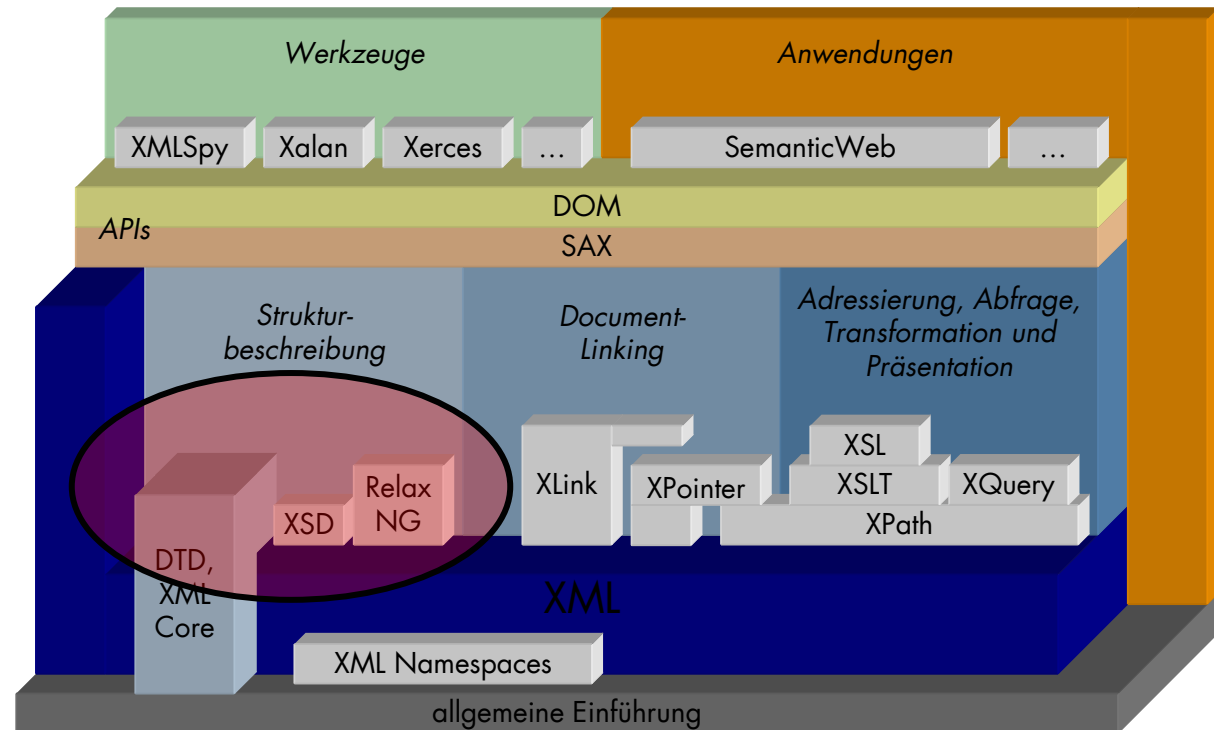 Werkzeuge
Anwendungen
XMLSpy
Xalan
Xerces
...
SemanticWeb
...
DOM
APIs
SAX
Struktur-
beschreibung
Document-
Linking
Adressierung, Abfrage,
Transformation und
Präsentation
DTD,
XML
Core
XSD
Relax
NG
XLink
XPointer
XSL
XSLT
XQuery
XPath
XML
XML Namespaces
allgemeine Einführung